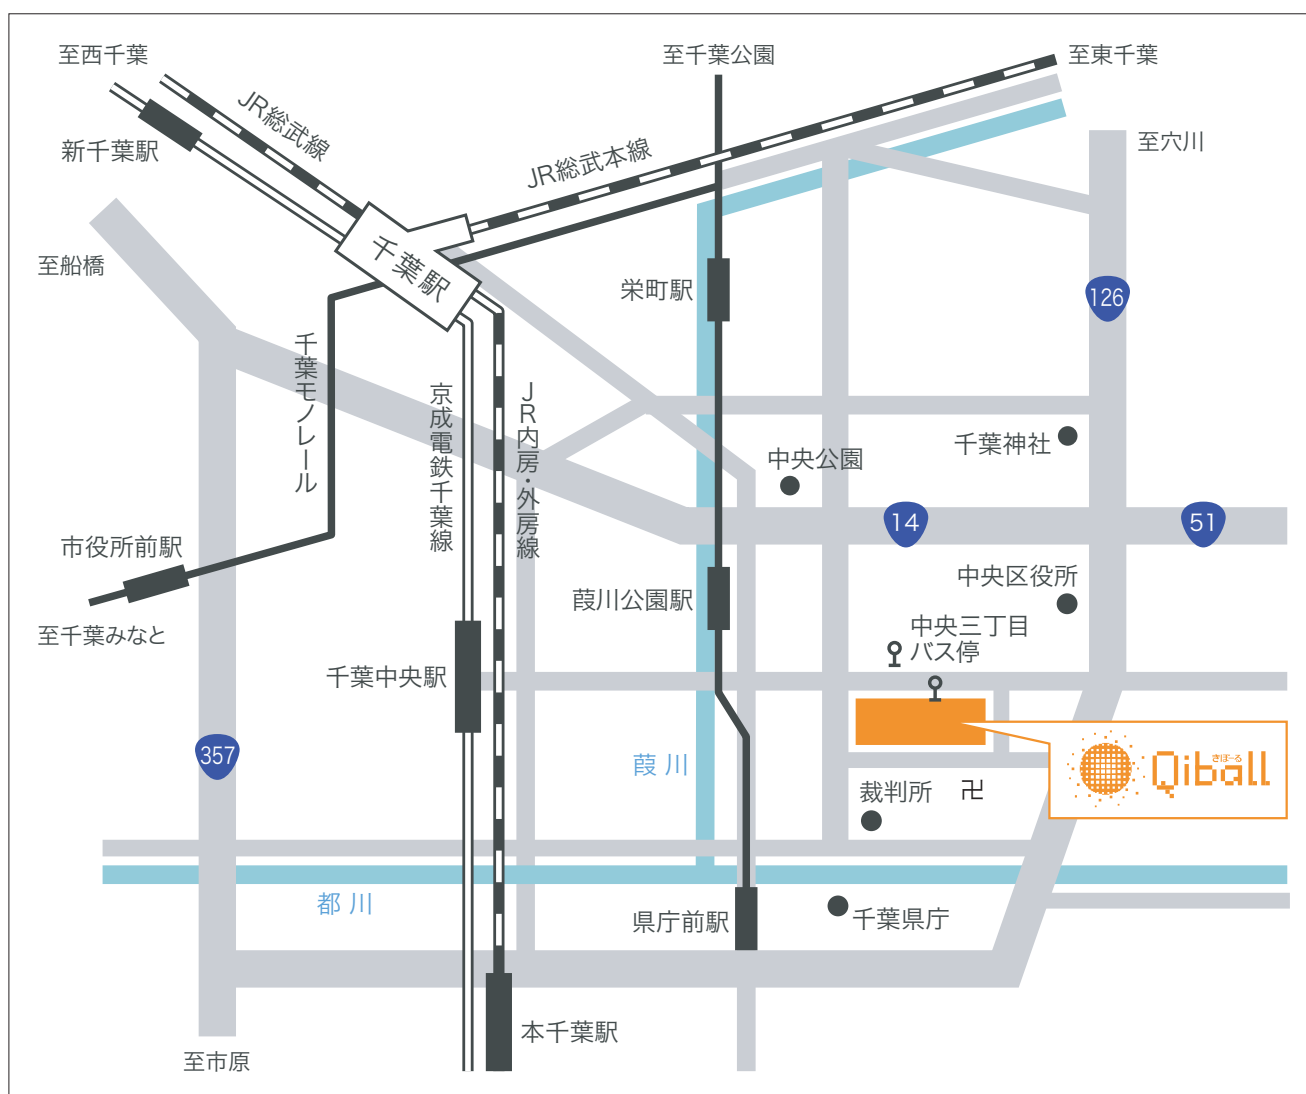 至西千葉
至千葉公園
至東千葉
JR総武線
新千葉駅
JR総武本線
至穴川
千葉駅
至船橋
栄町駅
126
千葉モノレール
京成電鉄千葉線
JR内房・外房線
千葉神社
中央公園
14
51
市役所前駅
中央区役所
葭川公園駅
至千葉みなと
中央三丁目
バス停
千葉中央駅
357
葭川
きぼーる
Qiball
裁判所
卍
都川
県庁前駅
千葉県庁
本千葉駅
至市原